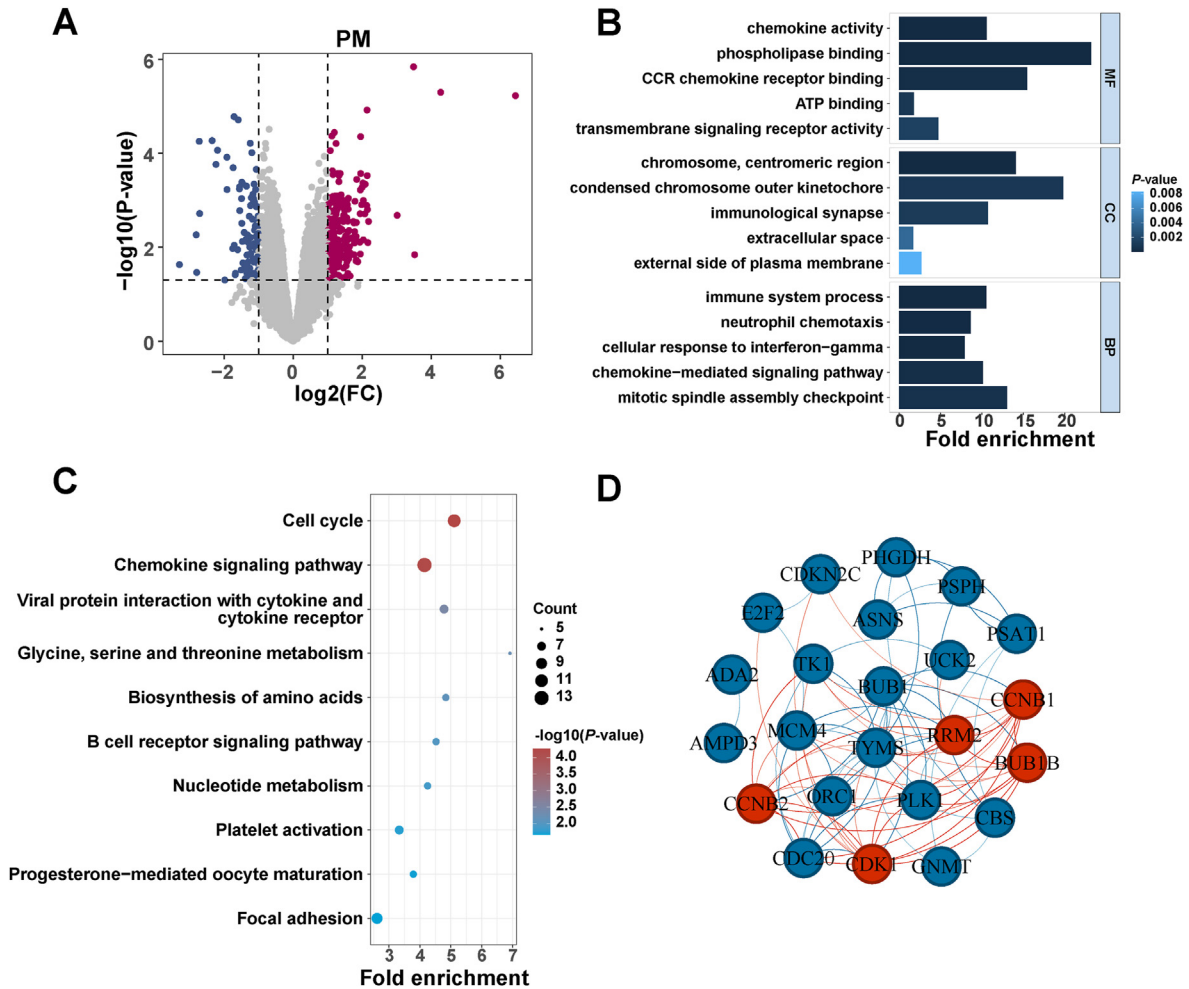 A
PM
6
4
2
0
−log10(P−value)
−2
0
2
4
6
log2(FC)
B
chemokine activity
phospholipase binding
CCR chemokine receptor binding
ATP binding
transmembrane signaling receptor activity
MF
chromosome, centromeric region
condensed chromosome outer kinetochore
immunological synapse
extracellular space
external side of plasma membrane
CC
immune system process
neutrophil chemotaxis
cellular response to interferon−gamma
chemokine−mediated signaling pathway
mitotic spindle assembly checkpoint
BP
0
5
10
15
20
Fold enrichment
P-value
0.008
0.006
0.004
0.002
C
Cell cycle
Chemokine signaling pathway
Viral protein interaction with cytokine and
cytokine receptor
Glycine, serine and threonine metabolism
Biosynthesis of amino acids
B cell receptor signaling pathway
Nucleotide metabolism
Platelet activation
Progesterone−mediated oocyte maturation
Focal adhesion
3
4
5
6
7
Fold enrichment
Count
5
7
9
11
13
-log10(P-value)
4.0
3.5
3.0
2.5
2.0
D
PHGDH
CDKN2C
PSPH
E2F2
ASNS
PSAT1
TK1
UCK2
ADA2
BUB1
CCNB1
MCM4
RRM2
AMPD3
TYMS
BUB1B
CCNB2
ORC1
PLK1
CBS
CDC20
CDK1
GNMT